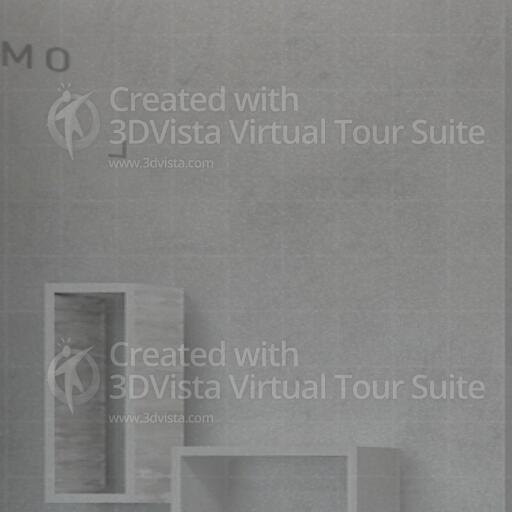 MO
L
Created with
3DVista Virtual Tour Suite
www.3dvista.com
Created with
3DVista Virtual Tour Suite
www.3dvista.com